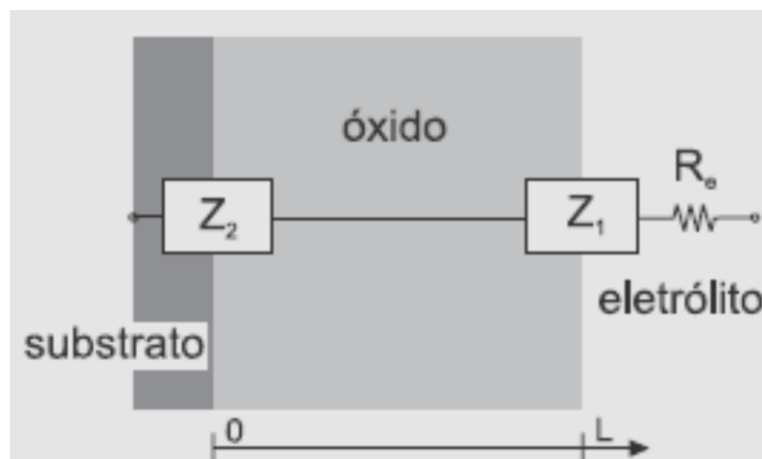 óxido
Z₂
Z₁
Rₑ
eletrólito
substrato
0
L